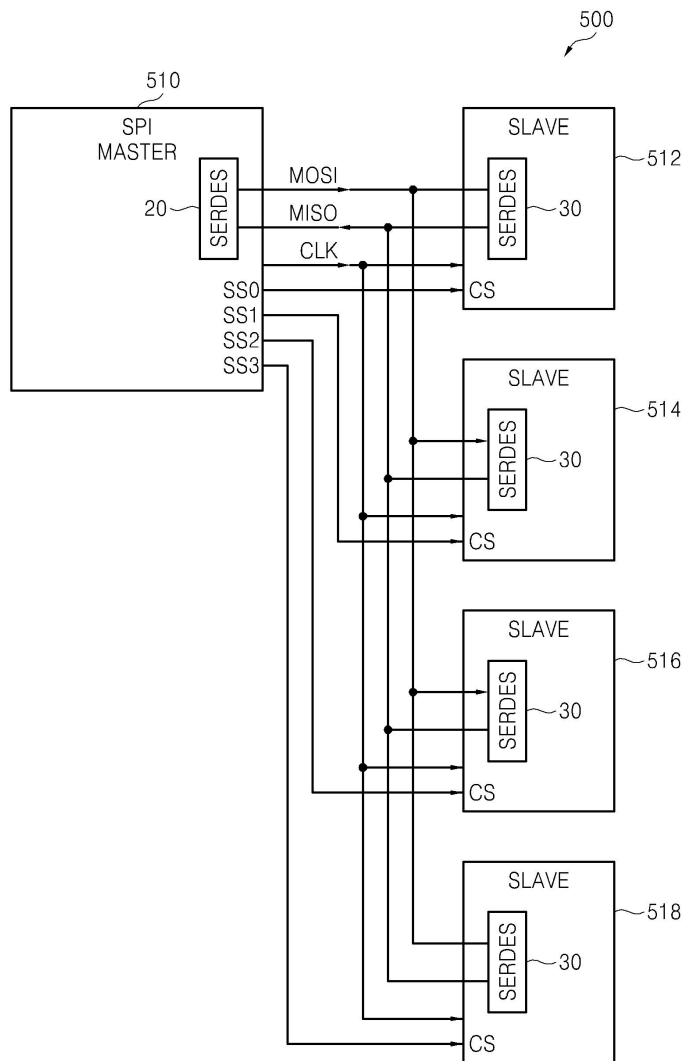 500
510
SPI
MASTER
20
SERDES
MOSI
MISO
CLK
SS0
SS1
SS2
SS3
SLAVE
512
SERDES
30
CS
SLAVE
514
SERDES
30
CS
SLAVE
516
SERDES
30
CS
SLAVE
518
SERDES
30
CS